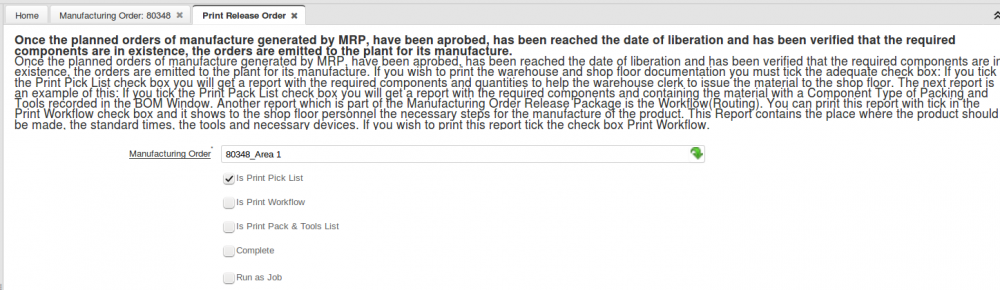 Home Manufacturing Order: 80348 Print Release Order
Once the planned orders of manufacture generated by MRP, have been aprobed, has been reached the date of liberation and has been verified that the required
components are in existence, the orders are emitted to the plant for its manufacture.
Once the planned orders of manufacture generated by MRP, have been aprobed, has been reached the date of liberation and has been verified that the required components are in
existence, the orders are emitted to the plant for its manufacture. If you wish to print the warehouse and shop floor documentation you must tick the adequate check box: If you tick
the Print Pick List check box you will get a report with the required components and quantities to help the warehouse clerk to issue the material to the shop floor. The next report is
an example of this: If you tick the Print Pack List check box you will get a report with the required components and containing the material with a Component Type of Packing and
Tools recorded in the BOM Window. Another report which is part of the Manufacturing Order Release Package is the Workflow(Routing). You can print this report with tick in the
Print Workflow check box and it shows to the shop floor personnel the necessary steps for the manufacture of the product. This Report contains the place where the product should
be made, the standard times, the tools and necessary devices. If you wish to print this report tick the check box Print Workflow.
Manufacturing Order* 80348_Area 1
Is Print Pick List
Is Print Workflow
Is Print Pack & Tools List
Complete
Run as Job